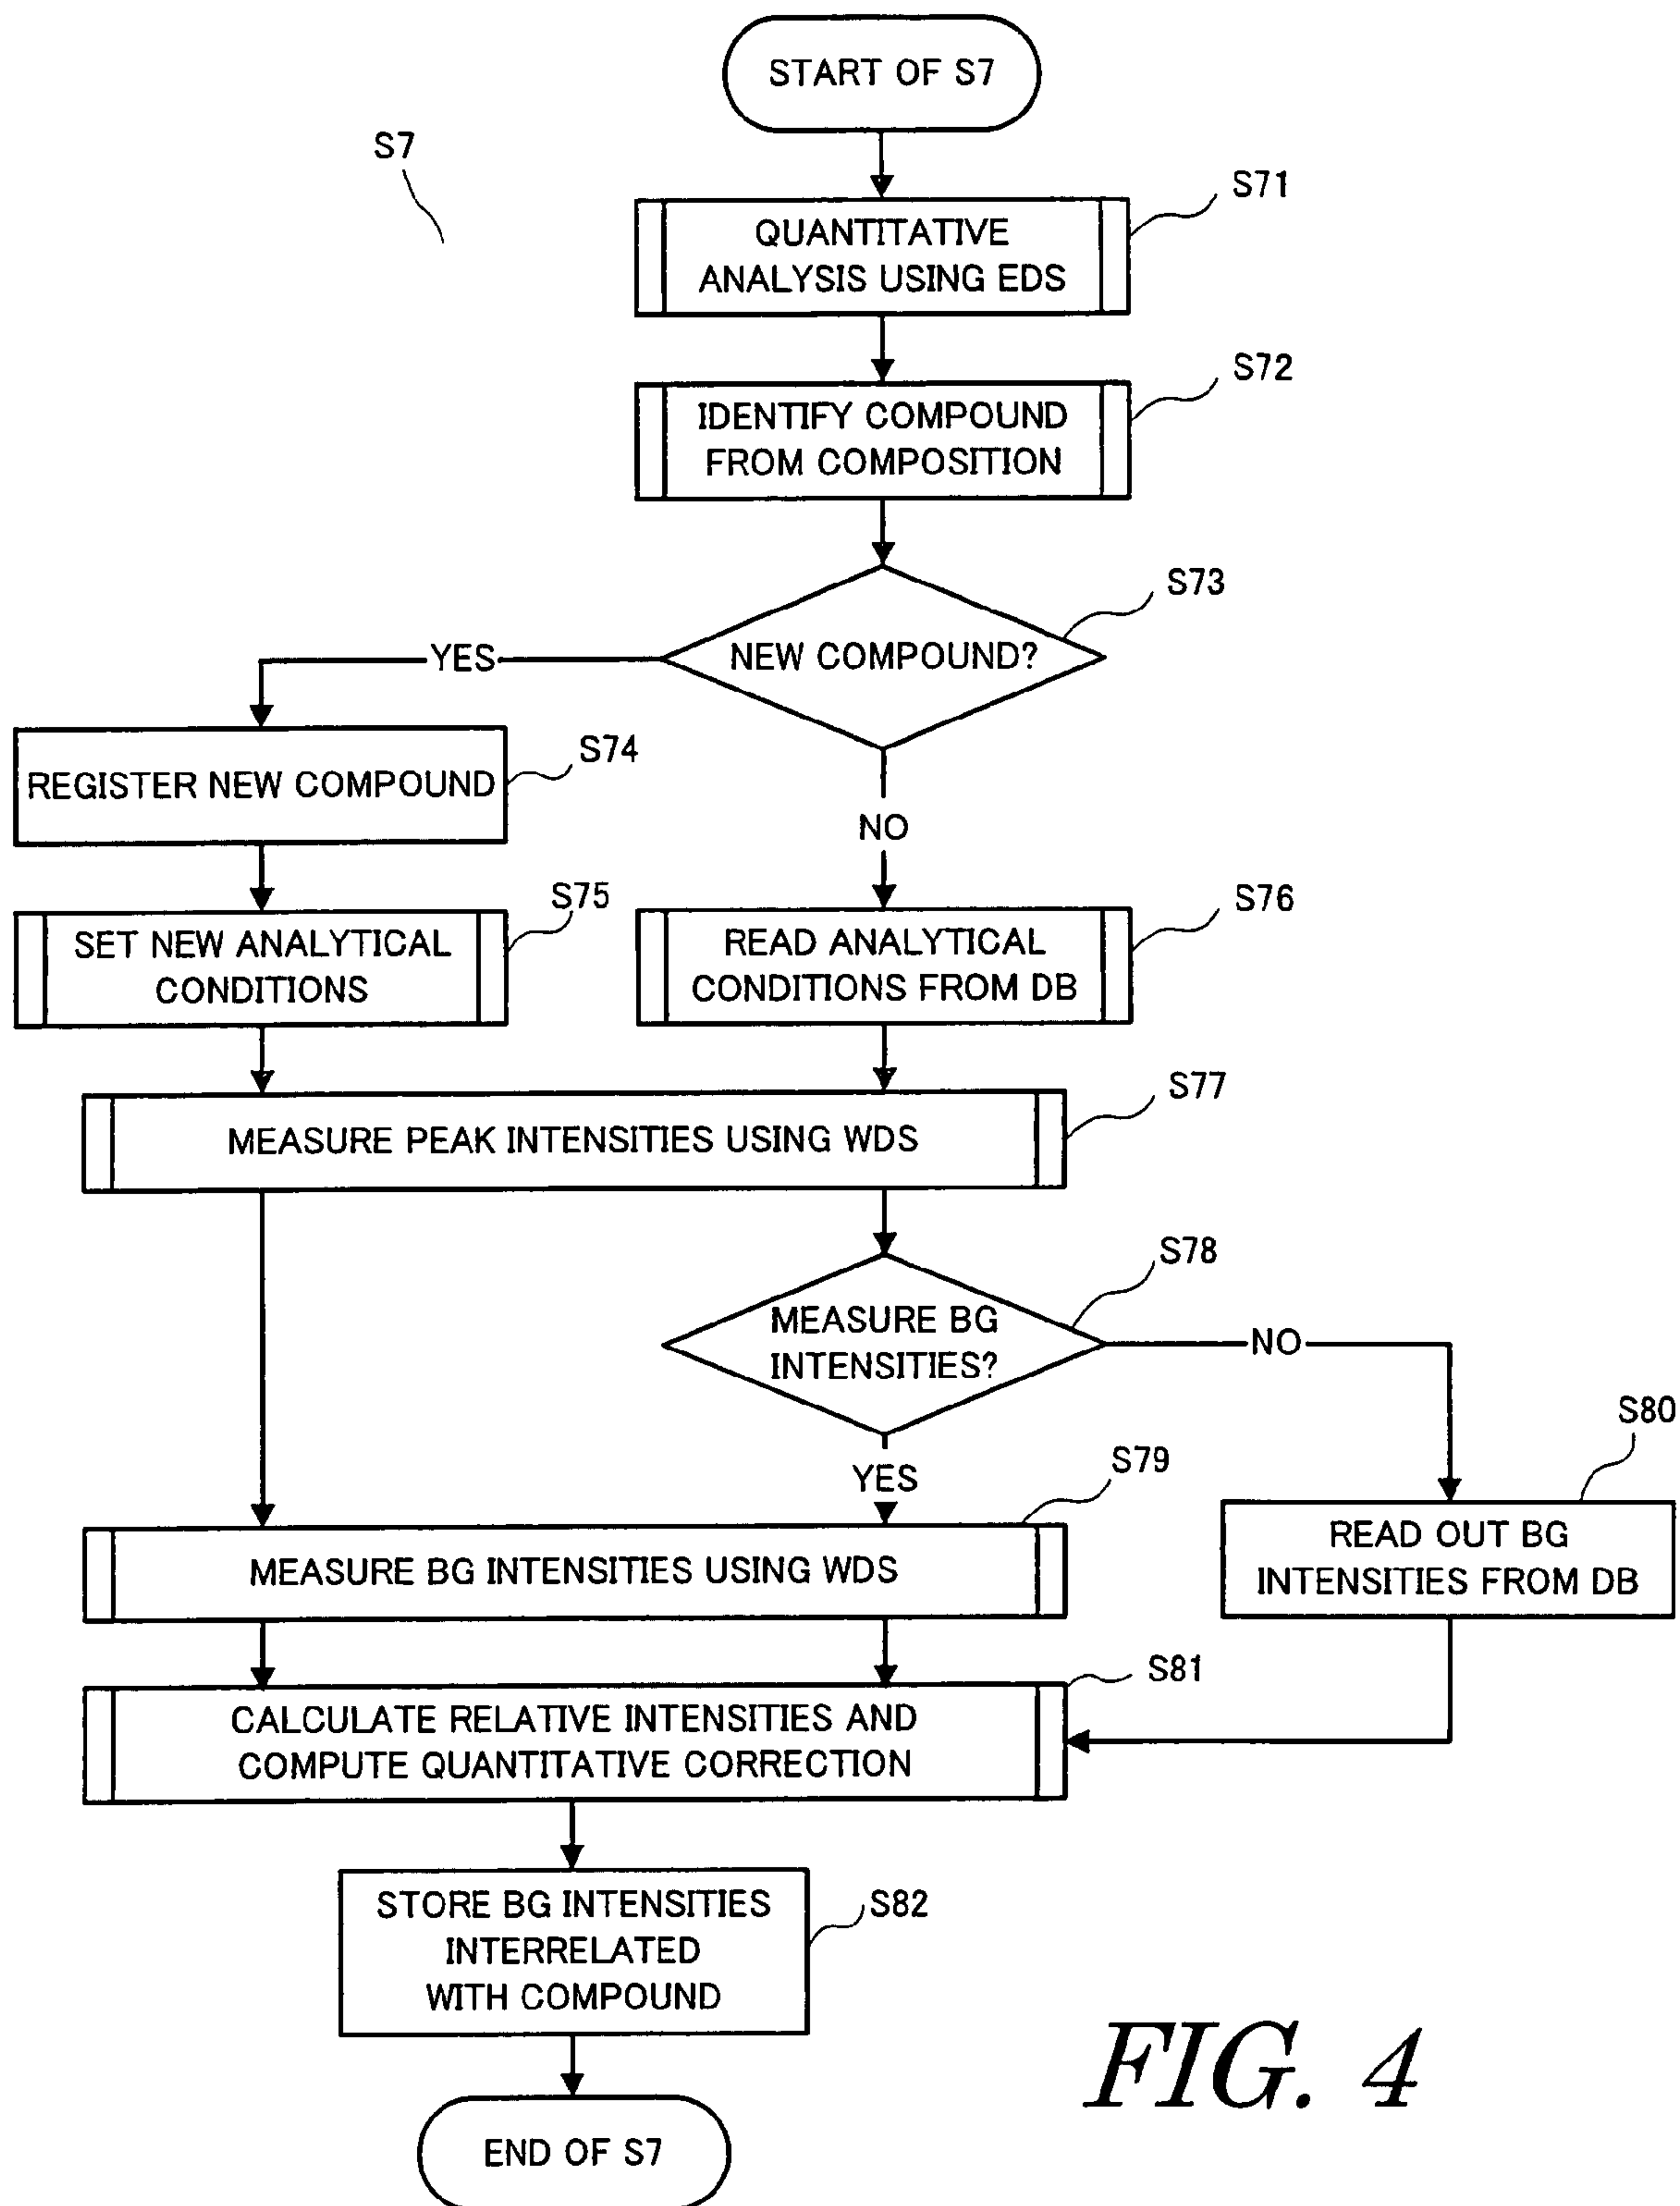 START OF S7
S7
S71
QUANTITATIVE
ANALYSIS USING EDS
S72
IDENTIFY COMPOUND
FROM COMPOSITION
S73
NEW COMPOUND?
YES
S74
REGISTER NEW COMPOUND
NO
S75
SET NEW ANALYTICAL
CONDITIONS
S76
READ ANALYTICAL
CONDITIONS FROM DB
S77
MEASURE PEAK INTENSITIES USING WDS
S78
MEASURE BG
INTENSITIES?
NO
YES
S79
MEASURE BG INTENSITIES USING WDS
S80
READ OUT BG
INTENSITIES FROM DB
S81
CALCULATE RELATIVE INTENSITIES AND
COMPUTE QUANTITATIVE CORRECTION
S82
STORE BG INTENSITIES
INTERRELATED
WITH COMPOUND
END OF S7
FIG. 4